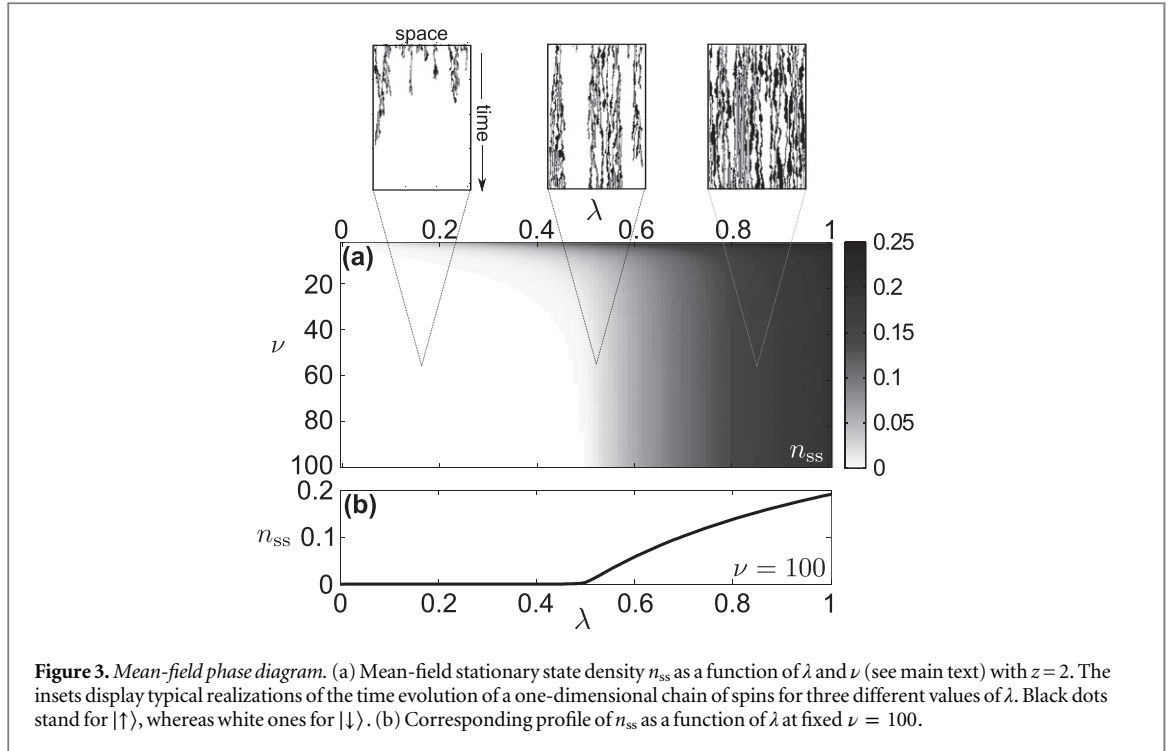 space
time
λ
0 0.2 0.4 0.6 0.8 1
(a)
0.25
20
0.2
40
0.15
ν
60
0.1
80
0.05
100
n_ss
0
0.2
(b)
n_ss 0.1
ν = 100
0
0 0.2 0.4 0.6 0.8 1
λ
Figure 3. Mean-field phase diagram. (a) Mean-field stationary state density n_ss as a function of λ and ν (see main text) with z = 2. The
insets display typical realizations of the time evolution of a one-dimensional chain of spins for three different values of λ. Black dots
stand for |↑⟩, whereas white ones for |↓⟩. (b) Corresponding profile of n_ss as a function of λ at fixed ν = 100.